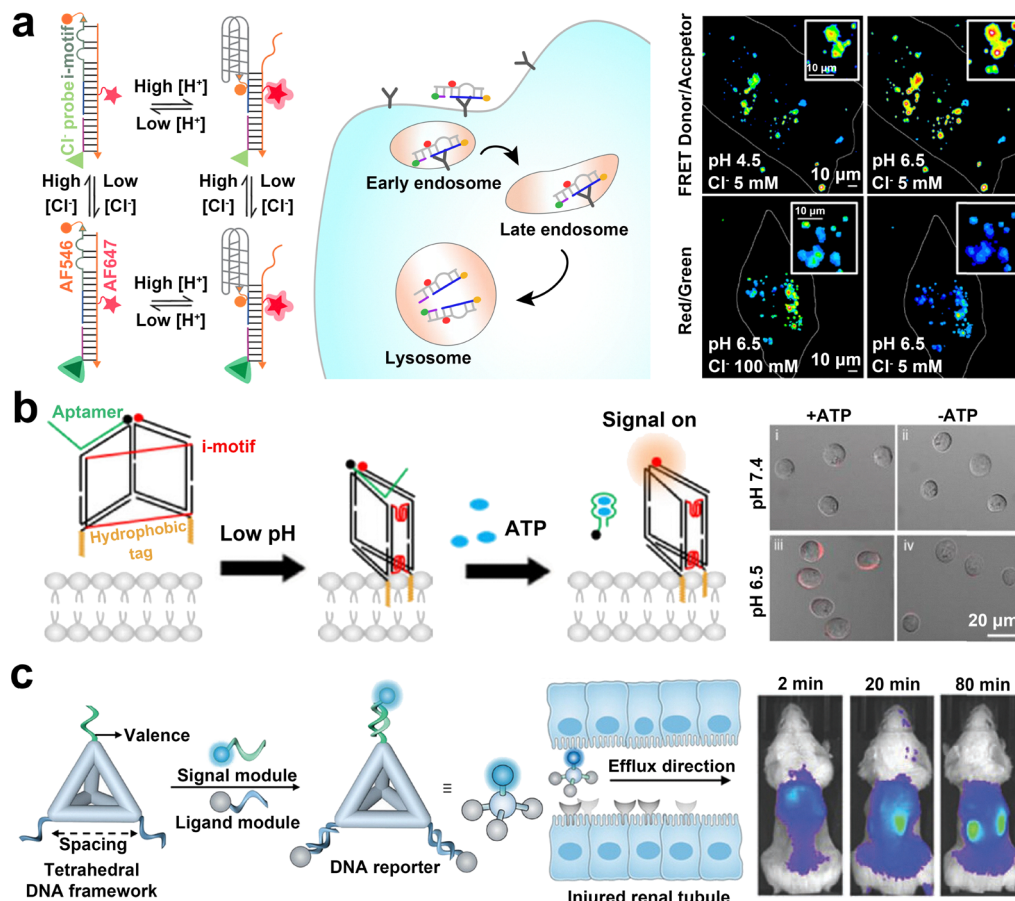 a
Cl⁻ probe i-motif
High [H⁺]
Low [H⁺]
High
[Cl⁻]
Low
[Cl⁻]
High
[Cl⁻]
Low
[Cl⁻]
AF546
AF647
High [H⁺]
Low [H⁺]
Early endosome
Late endosome
Lysosome
FRET Donor/Accpetor
10 µm
pH 4.5
Cl⁻ 5 mM
10 µm
pH 6.5
Cl⁻ 5 mM
Red/Green
10 µm
pH 6.5
Cl⁻ 100 mM
10 µm
pH 6.5
Cl⁻ 5 mM
b
Aptamer
i-motif
Hydrophobic
tag
Low pH
ATP
Signal on
+ATP
-ATP
pH 7.4
i
ii
pH 6.5
iii
iv
20 µm
c
Valence
Spacing
Tetrahedral
DNA framework
Signal module
Ligand module
DNA reporter
≡
Efflux direction
Injured renal tubule
2 min
20 min
80 min